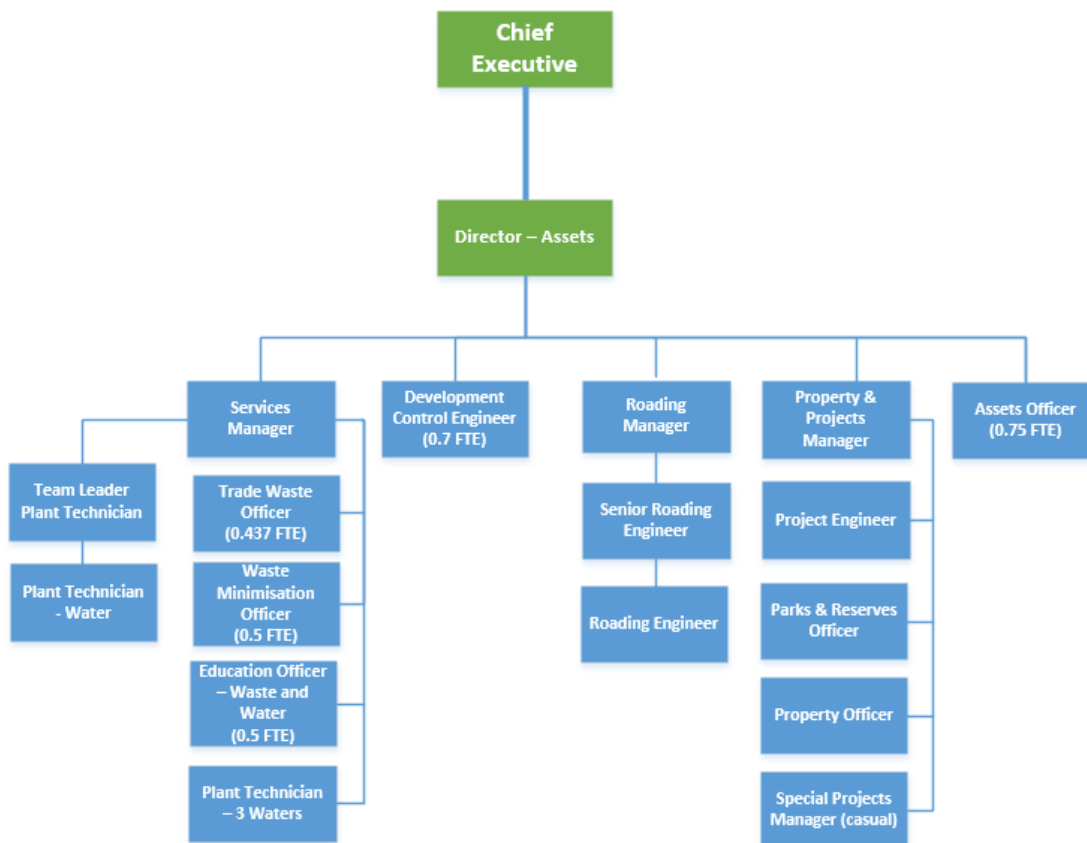 Chief
Executive
Director – Assets
Services
Manager
Development
Control Engineer
(0.7 FTE)
Roading
Manager
Property &
Projects
Manager
Assets Officer
(0.75 FTE)
Team Leader
Plant Technician
Plant Technician
- Water
Trade Waste
Officer
(0.437 FTE)
Waste
Minimisation
Officer
(0.5 FTE)
Education Officer
– Waste and
Water
(0.5 FTE)
Plant Technician
– 3 Waters
Senior Roading
Engineer
Roading Engineer
Project Engineer
Parks & Reserves
Officer
Property Officer
Special Projects
Manager (casual)